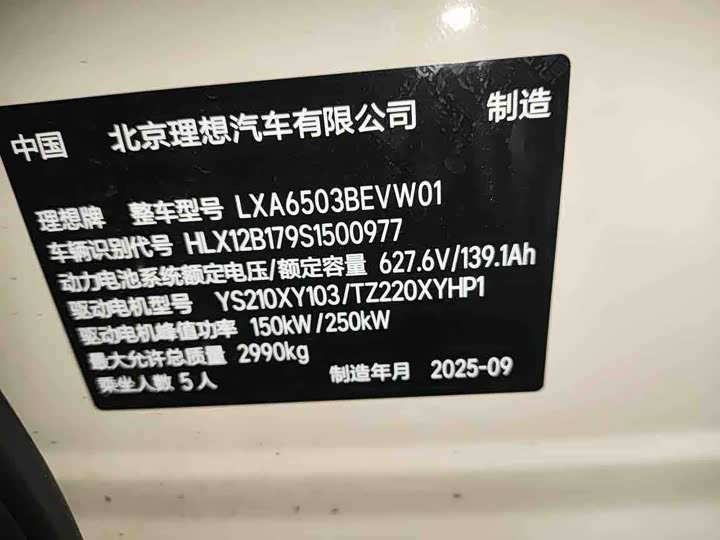 中国 北京理想汽车有限公司 制造
理想牌 整车型号 LXA6503BEVW01
车辆识别代号 HLX12B179S1500977
动力电池系统额定电压/额定容量 627.6V/139.1Ah
驱动电机型号 YS210XY103/TZ220XYHP1
驱动电机峰值功率 150kW/250kW
最大允许总质量 2990kg
乘坐人数 5人 制造年月 2025-09